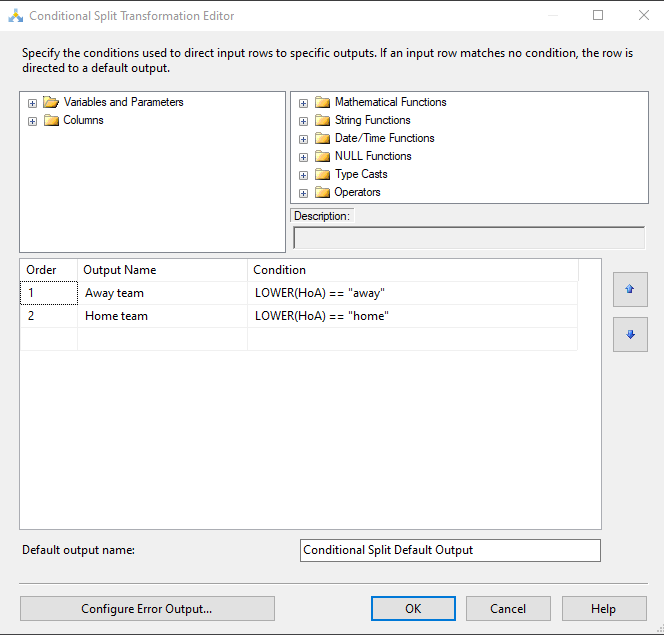 Conditional Split Transformation Editor
Specify the conditions used to direct input rows to specific outputs. If an input row matches no condition, the row is
directed to a default output.
Variables and Parameters
Columns
Mathematical Functions
String Functions
Date/Time Functions
NULL Functions
Type Casts
Operators
Description:
Order Output Name Condition
1 Away team LOWER(HoA) == "away"
2 Home team LOWER(HoA) == "home"
Default output name: Conditional Split Default Output
Configure Error Output... OK Cancel Help